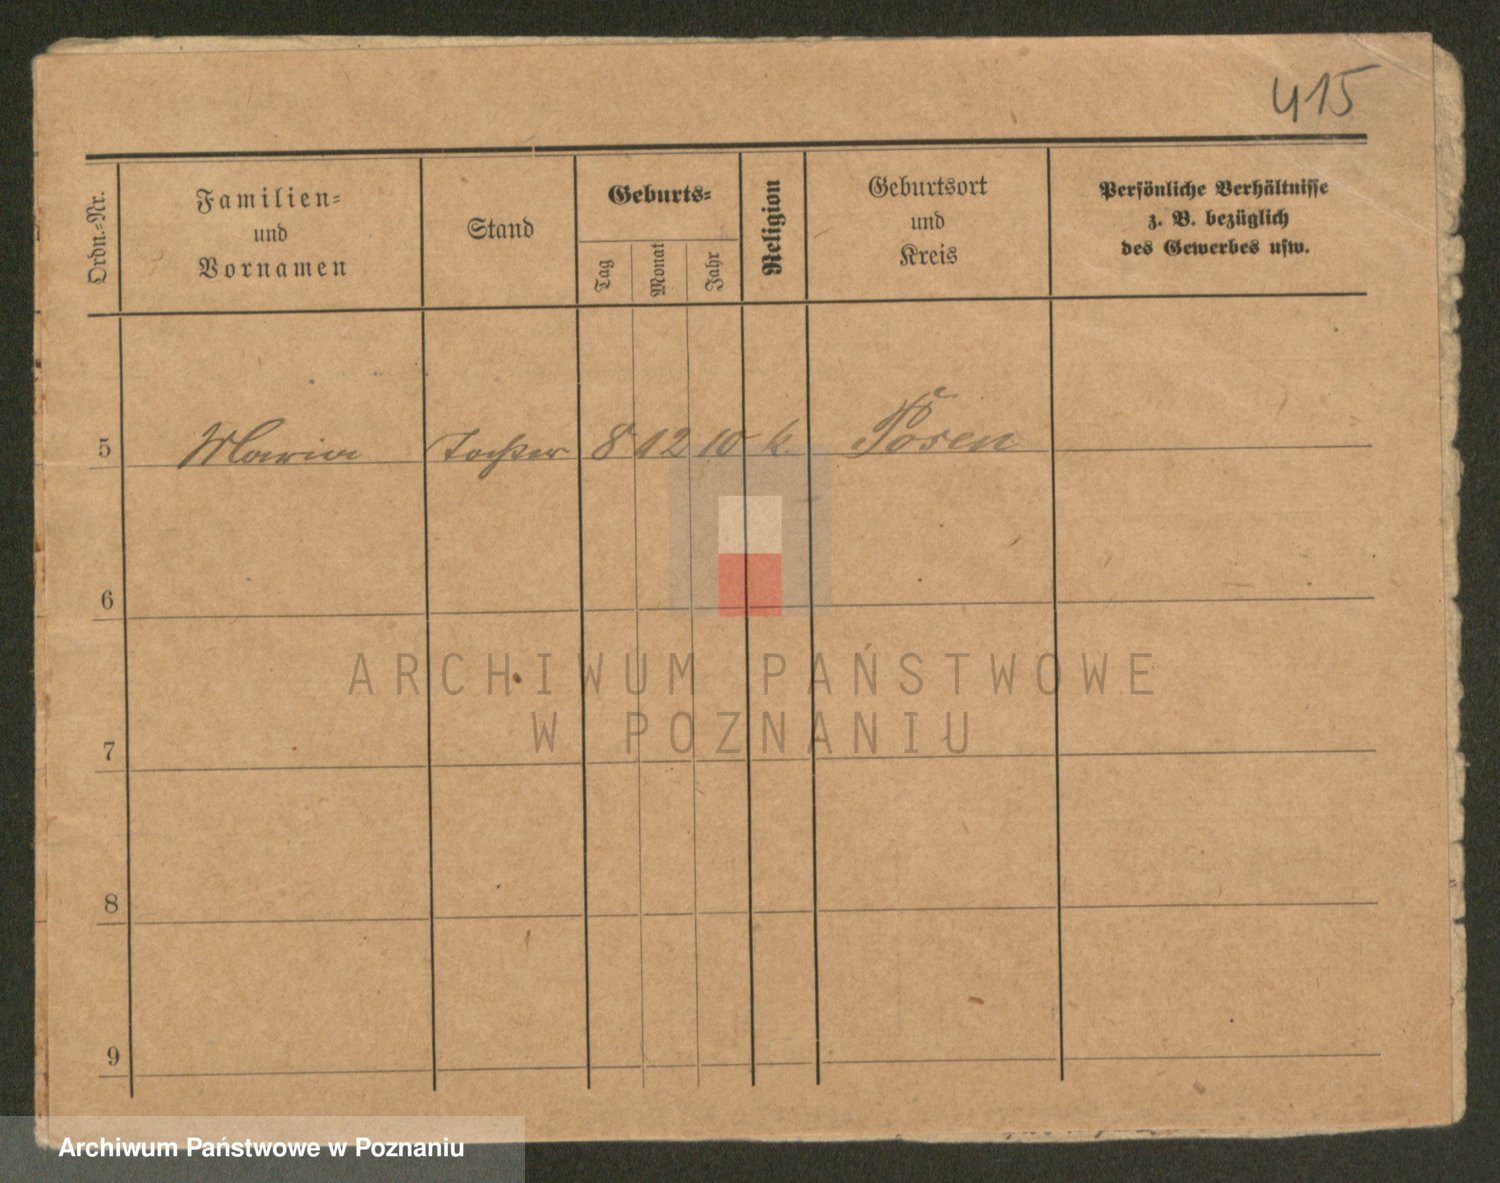 415
Ordn.-Nr.
Familien-
und
Vornamen
Stand
Geburts-
Tag
Monat
Jahr
Religion
Geburtsort
und
Kreis
Persönliche Verhältnisse
z. B. bezüglich
des Gewerbes usw.
5 Maria Tochter 8 12 10 k. Posen
6
7
8
9
ARCHIWUM PAŃSTWOWE
W POZNANIU
Archiwum Państwowe w Poznaniu